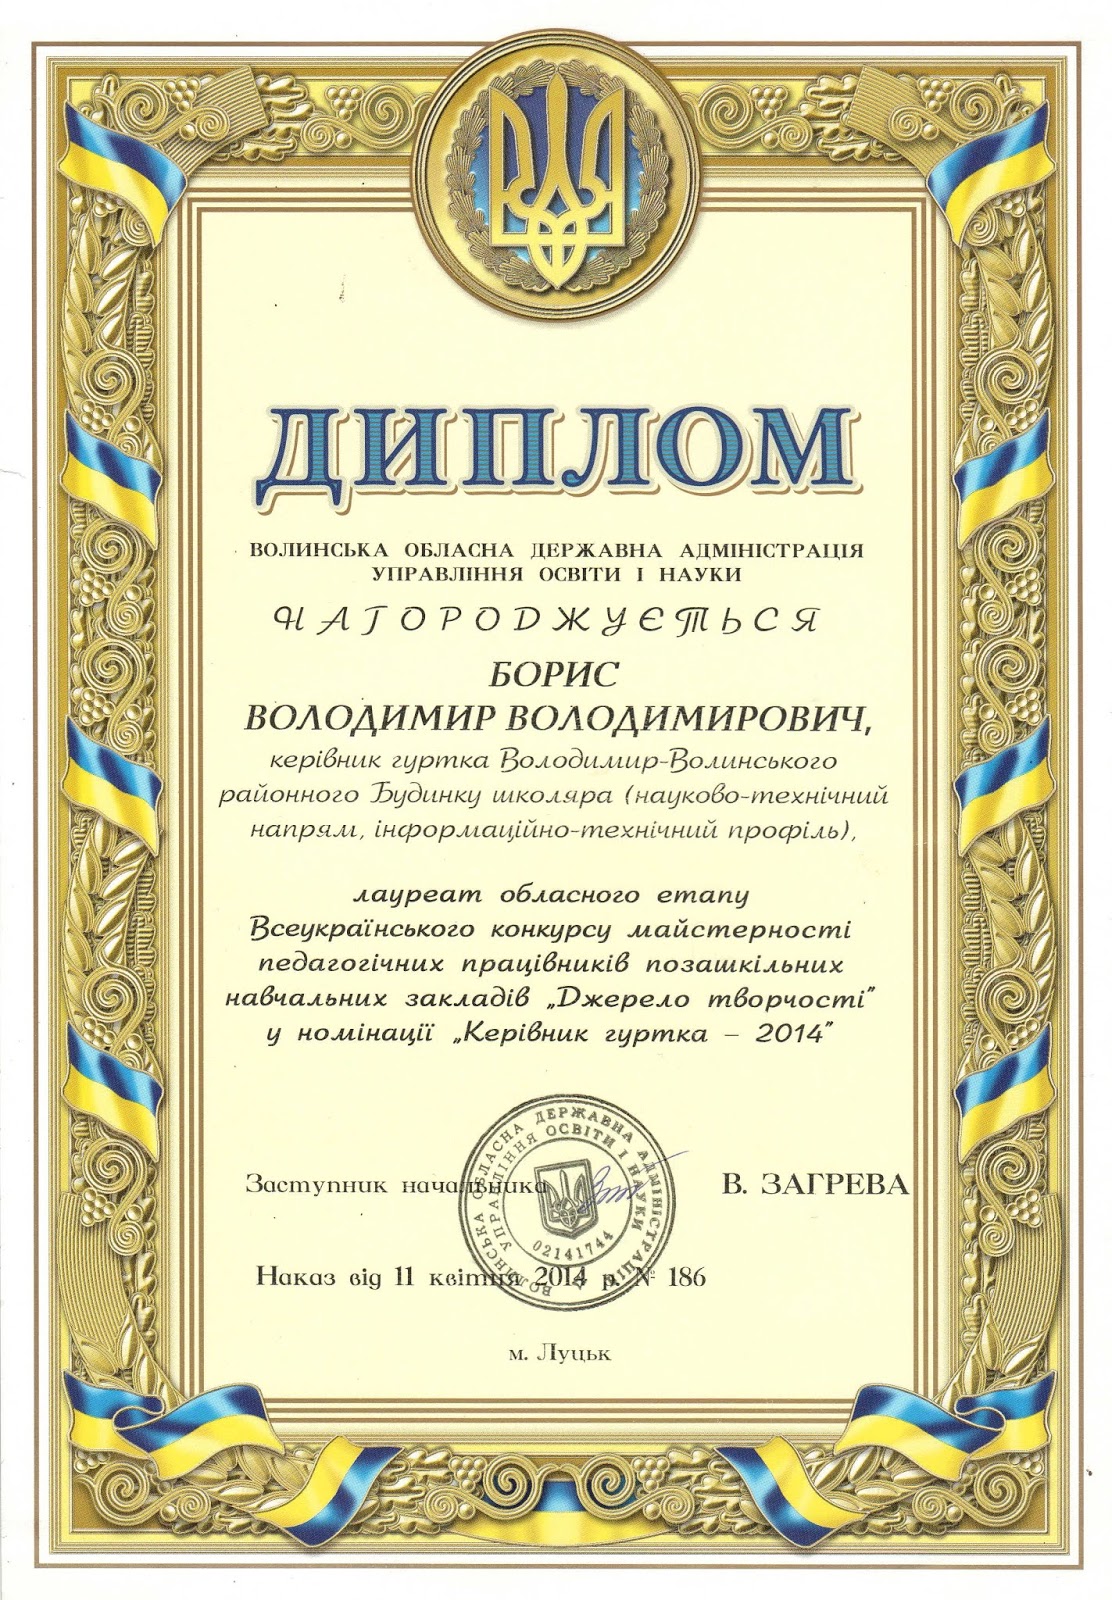 ДИПЛОМ
ВОЛИНСЬКА ОБЛАСНА ДЕРЖАВНА АДМІНІСТРАЦІЯ
УПРАВЛІННЯ ОСВІТИ І НАУКИ
НАГОРОДЖУЄТЬСЯ
БОРИС
ВОЛОДИМИР ВОЛОДИМИРОВИЧ,
керівник гуртка Володимир-Волинського
районного Будинку школяра (науково-технічний
напрям, інформаційно-технічний профіль),
лауреат обласного етапу
Всеукраїнського конкурсу майстерності
педагогічних працівників позашкільних
навчальних закладів „Джерело творчості”
у номінації „Керівник гуртка – 2014”
Заступник начальника В. ЗАГРЕВА
ВОЛИНСЬКА ОБЛАСНА ДЕРЖАВНА АДМІНІСТРАЦІЯ
УПРАВЛІННЯ ОСВІТИ І НАУКИ
02141744
Наказ від 11 квітня 2014 р. № 186
м. Луцьк